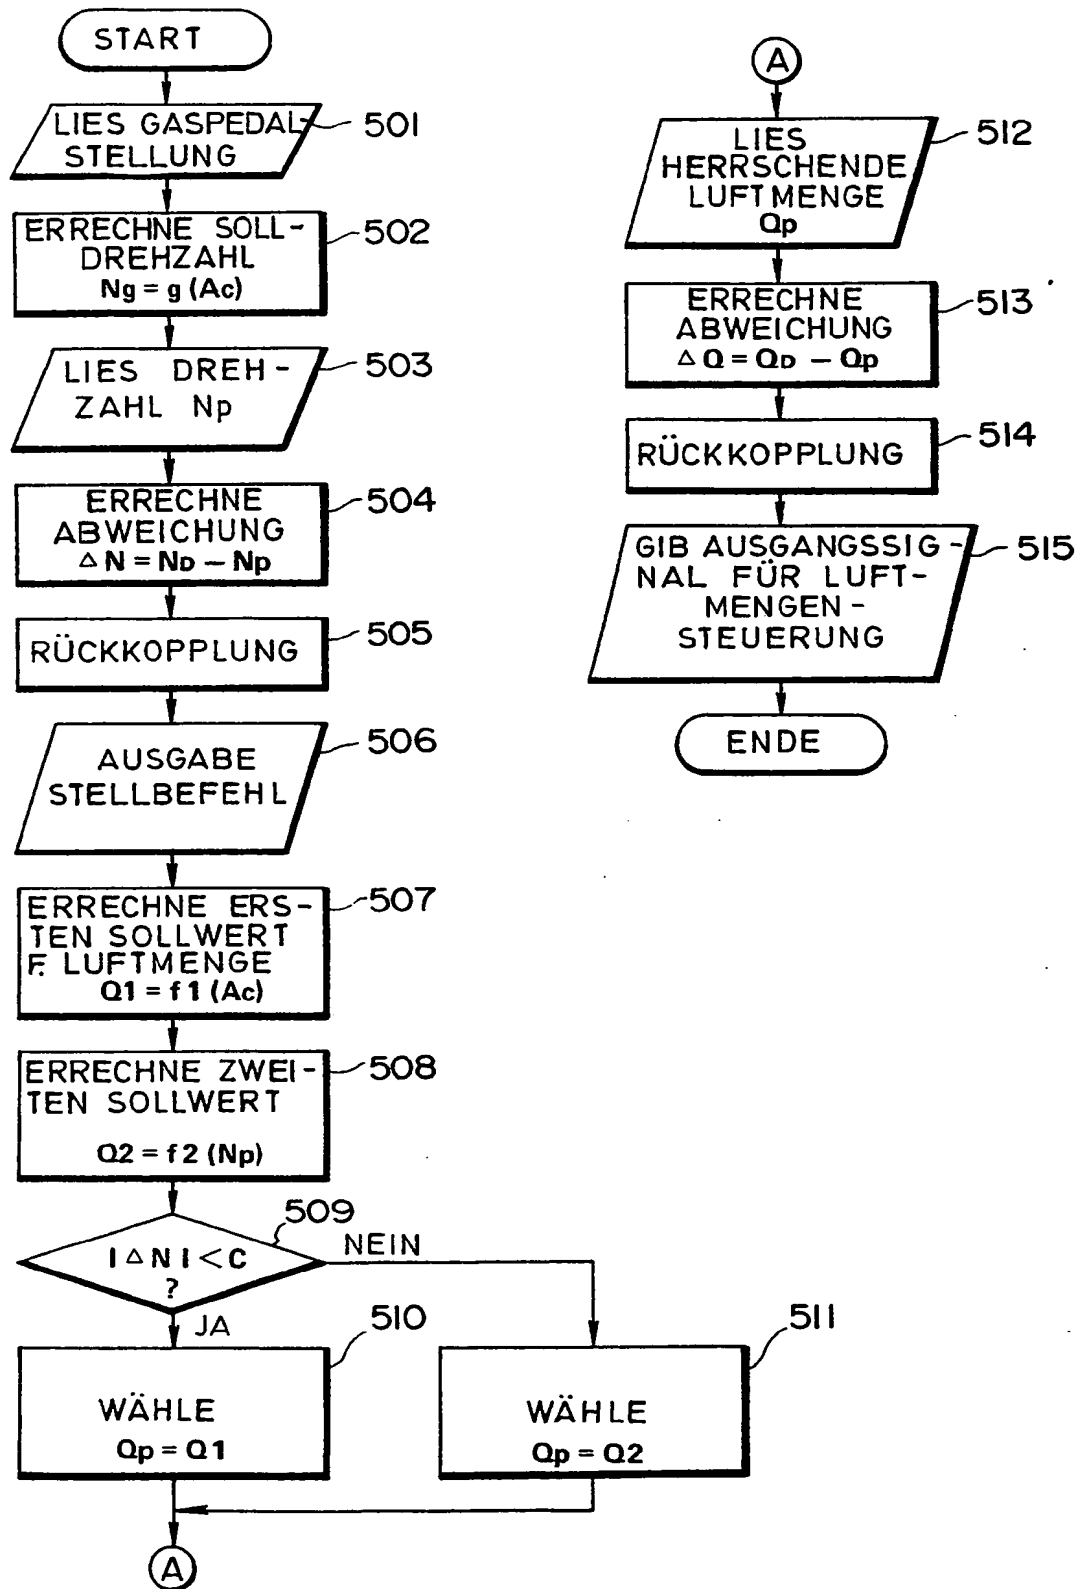 START
LIES GASPEDAL
STELLUNG
501
ERRECHNE SOLL-
DREHZAHL
Ng = g (Ac)
502
LIES DREH-
ZAHL Np
503
ERRECHNE
ABWEICHUNG
△ N = ND – Np
504
RÜCKKOPPLUNG
505
AUSGABE
STELLBEFEHL
506
ERRECHNE ERS-
TEN SOLLWERT
F. LUFTMENGE
Q1 = f1 (Ac)
507
ERRECHNE ZWEI-
TEN SOLLWERT
Q2 = f2 (Np)
508
I △ N I < C
?
509
NEIN
JA
WÄHLE
Qp = Q1
510
WÄHLE
Qp = Q2
511
A
A
LIES
HERRSCHENDE
LUFTMENGE
Qp
512
ERRECHNE
ABWEICHUNG
△ Q = QD – Qp
513
RÜCKKOPPLUNG
514
GIB AUSGANGSSIG-
NAL FÜR LUFT-
MENGEN-
STEUERUNG
515
ENDE